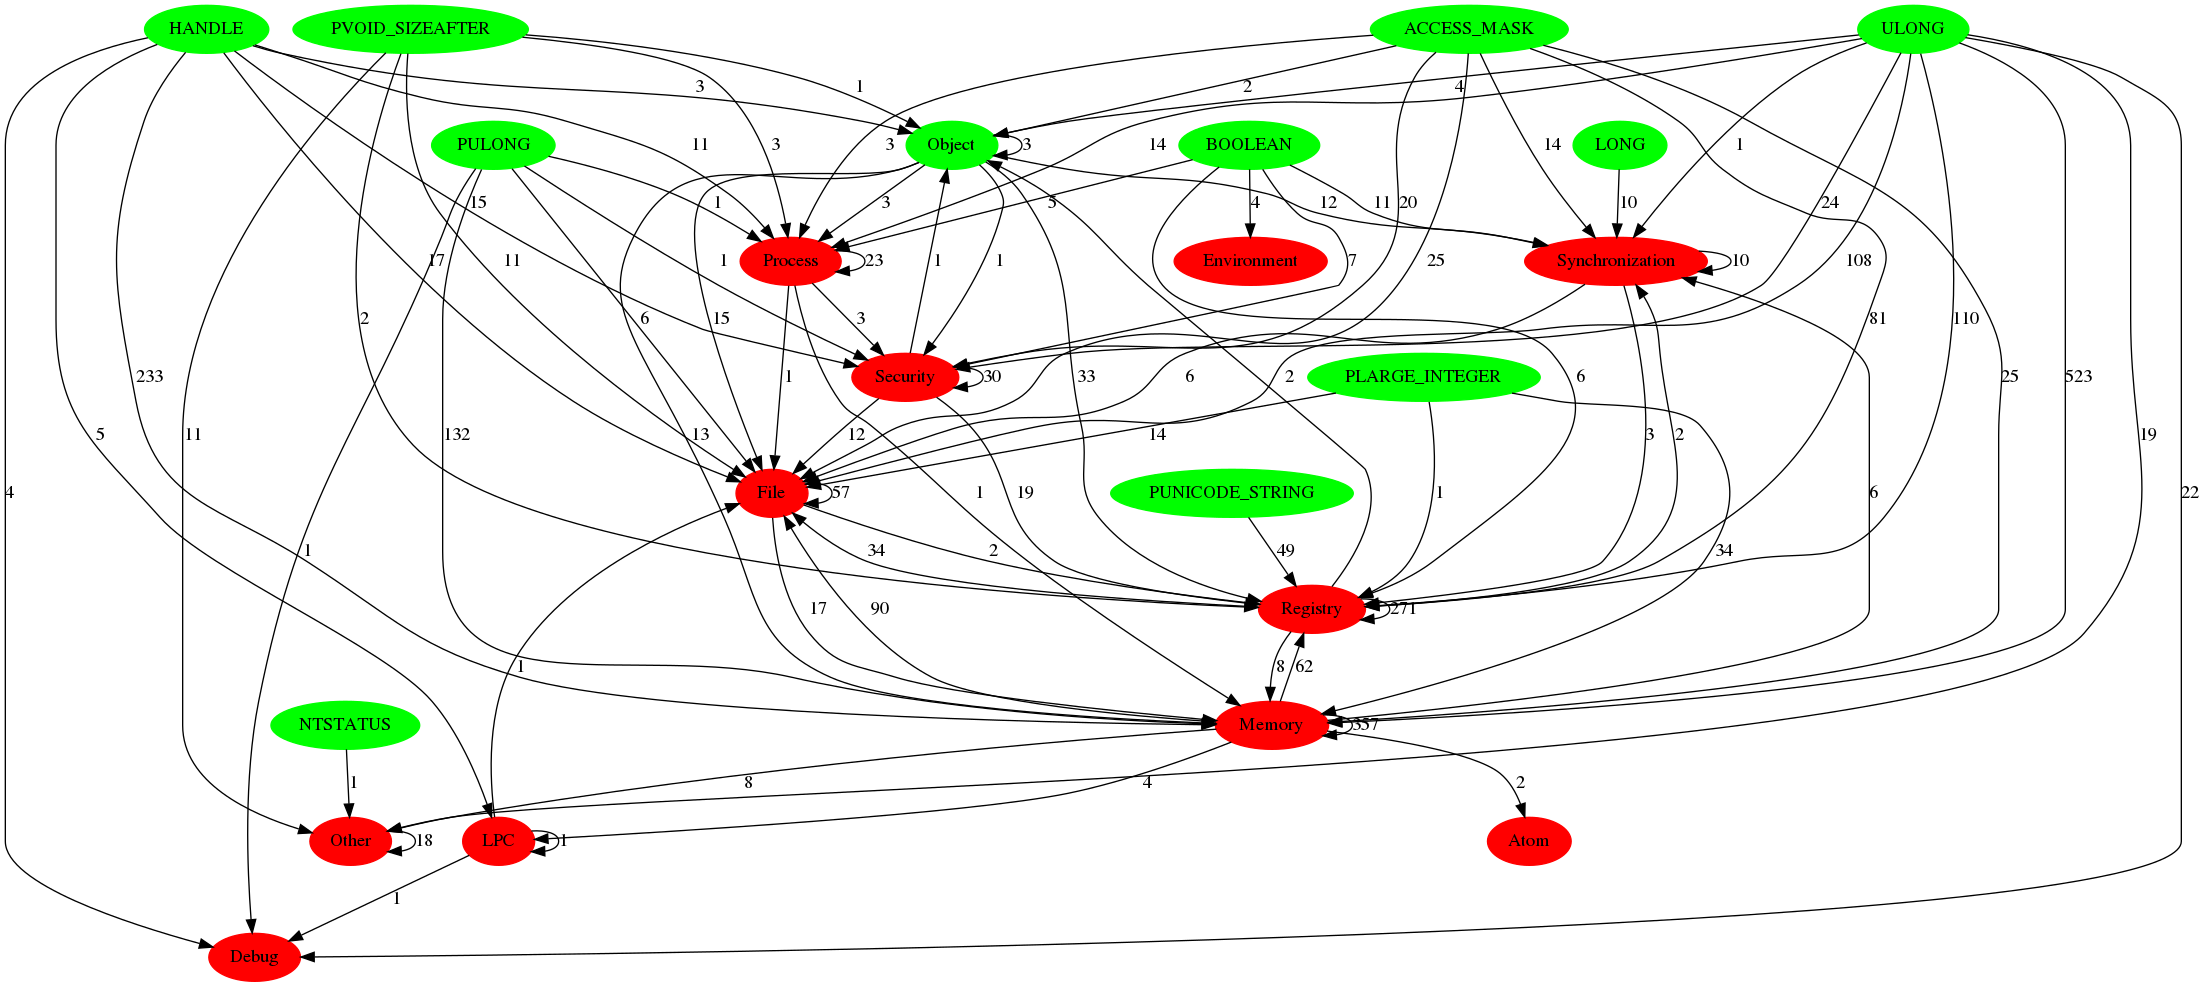 HANDLE PVOID_SIZEAFTER ACCESS_MASK ULONG
3 1 2 4
PULONG 11 3 3 Object 3 14 BOOLEAN 14 LONG 1
15 1 3 5 4 12 11 10 20 24
17 11 1 Process 23 1 1 7 25 Environment Synchronization 10 108
2 6 15 3 81 110
233 1 Security 30 6 33 2 6 PLARGE_INTEGER 25 523
5 11 132 13 12 14 3 2 19
4 File 57 1 19 PUNICODE_STRING 1 6 22
1 34 2 49 34
17 90 Registry 271
1 8 62
NTSTATUS Memory 357
1 8 4 2
Other 18 LPC 1 Atom
1
Debug